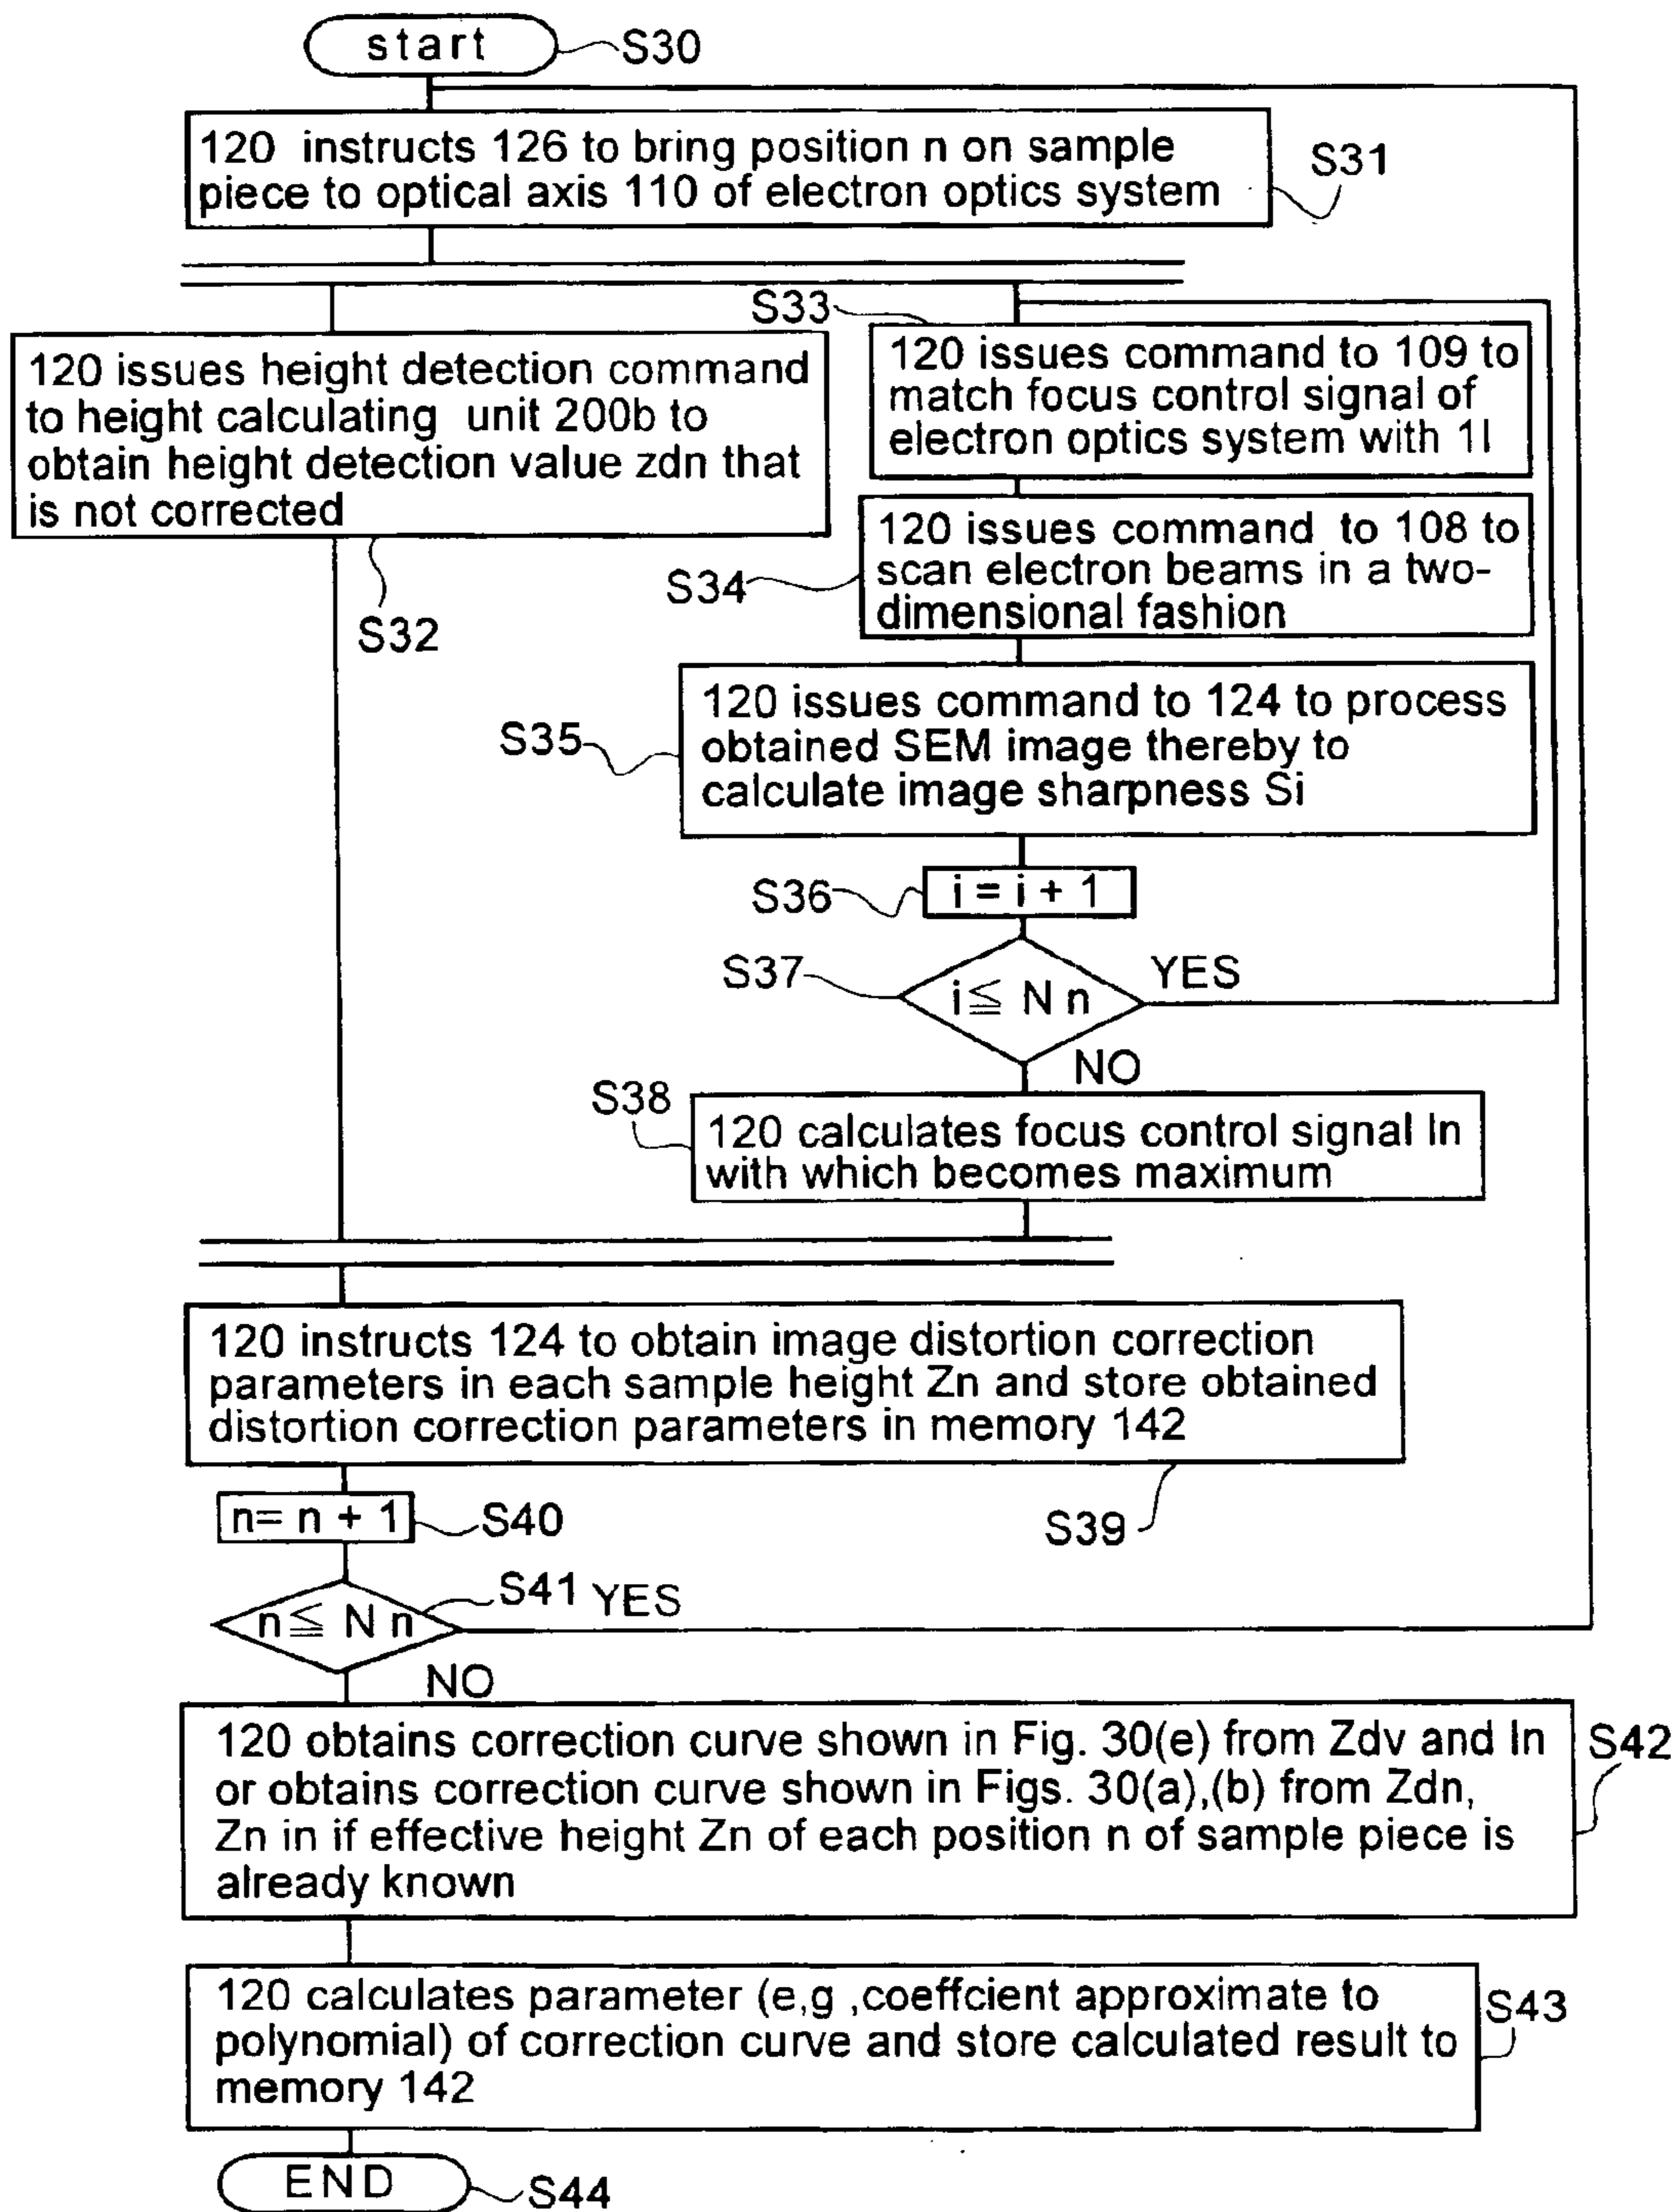 start
S30
120 instructs 126 to bring position n on sample
piece to optical axis 110 of electron optics system
S31
120 issues height detection command
to height calculating unit 200b to
obtain height detection value zdn that
is not corrected
S32
S33
120 issues command to 109 to
match focus control signal of
electron optics system with 1l
S34
120 issues command to 108 to
scan electron beams in a two-
dimensional fashion
S35
120 issues command to 124 to process
obtained SEM image thereby to
calculate image sharpness Si
S36
i = i + 1
S37
i ≦ N n
YES
NO
S38
120 calculates focus control signal In
with which becomes maximum
120 instructs 124 to obtain image distortion correction
parameters in each sample height Zn and store obtained
distortion correction parameters in memory 142
S39
n= n + 1
S40
n ≦ N n
S41
YES
NO
120 obtains correction curve shown in Fig. 30(e) from Zdv and In
or obtains correction curve shown in Figs. 30(a),(b) from Zdn,
Zn in if effective height Zn of each position n of sample piece is
already known
S42
120 calculates parameter (e,g ,coeffcient approximate to
polynomial) of correction curve and store calculated result to
memory 142
S43
END
S44